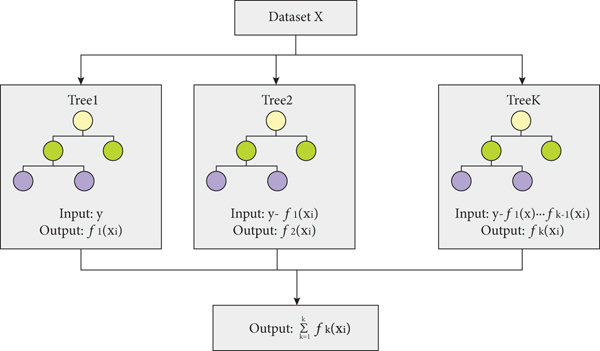 Dataset X
Tree1
Input: y
Output: f 1(xi)
Tree2
Input: y- f 1(xi)
Output: f 2(xi)
TreeK
Input: y-f 1(x)···f k-1(xi)
Output: f k(xi)
Output: k∑k=1 f k(xi)